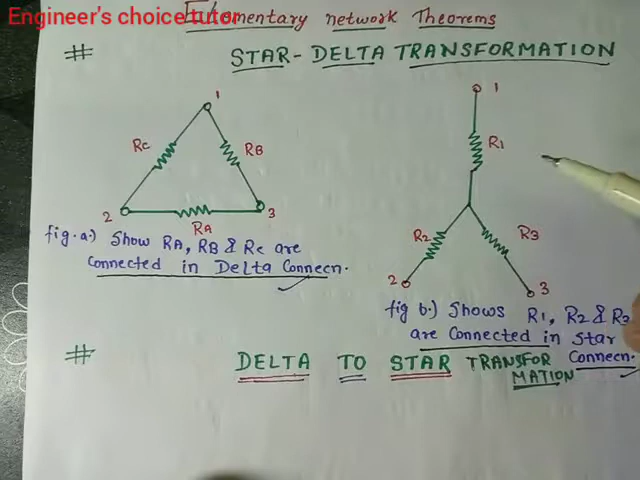 Engineer's choice tutor
Elementary network Theorems
# STAR-DELTA TRANSFORMATION
1
RC
RB
2
3
RA
fig.a.) Show RA, RB & RC are
Connected in Delta Connecn.
1
R1
R2
R3
2
3
fig b.) Shows R1, R2 & R3
are Connected in Star
Connecn.
# DELTA TO STAR TRANSFOR
MATION